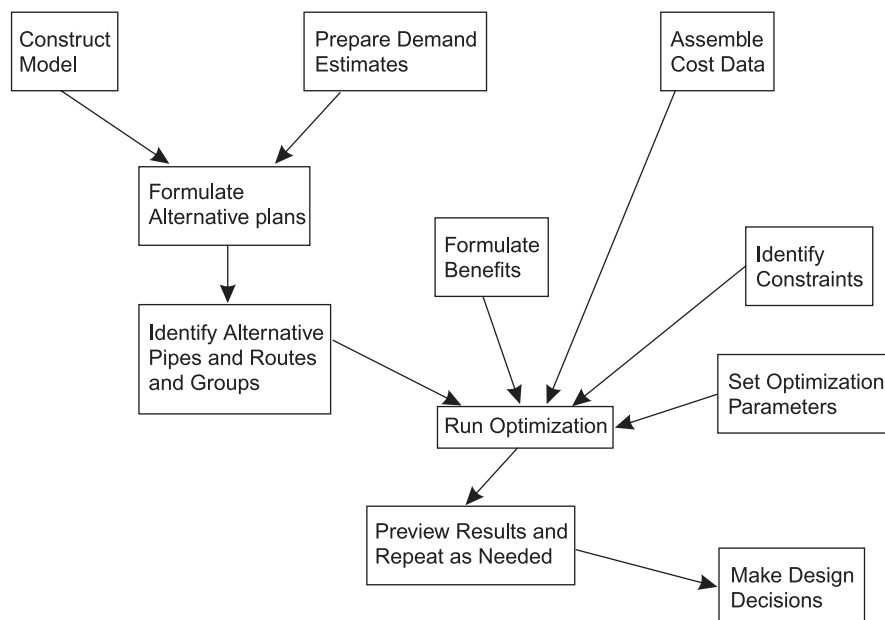 Construct
Model
Prepare Demand
Estimates
Assemble
Cost Data
Formulate
Alternative plans
Formulate
Benefits
Identify
Constraints
Identify Alternative
Pipes and Routes
and Groups
Set Optimization
Parameters
Run Optimization
Preview Results and
Repeat as Needed
Make Design
Decisions